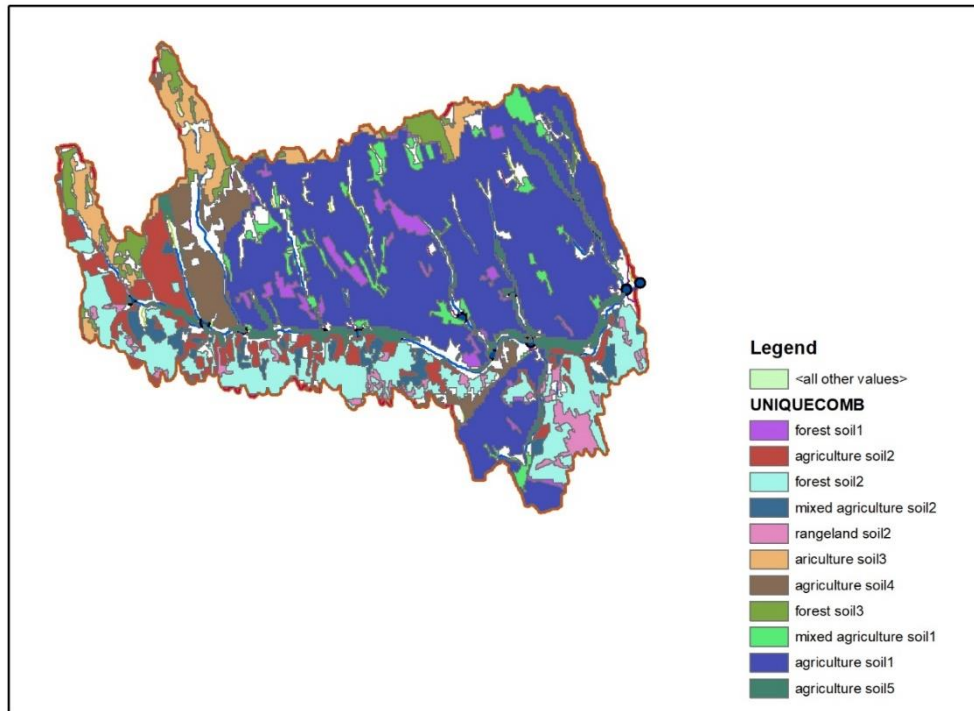 Legend
<all other values>
UNIQUECOMB
forest soil1
agriculture soil2
forest soil2
mixed agriculture soil2
rangeland soil2
ariculture soil3
agriculture soil4
forest soil3
mixed agriculture soil1
agriculture soil1
agriculture soil5